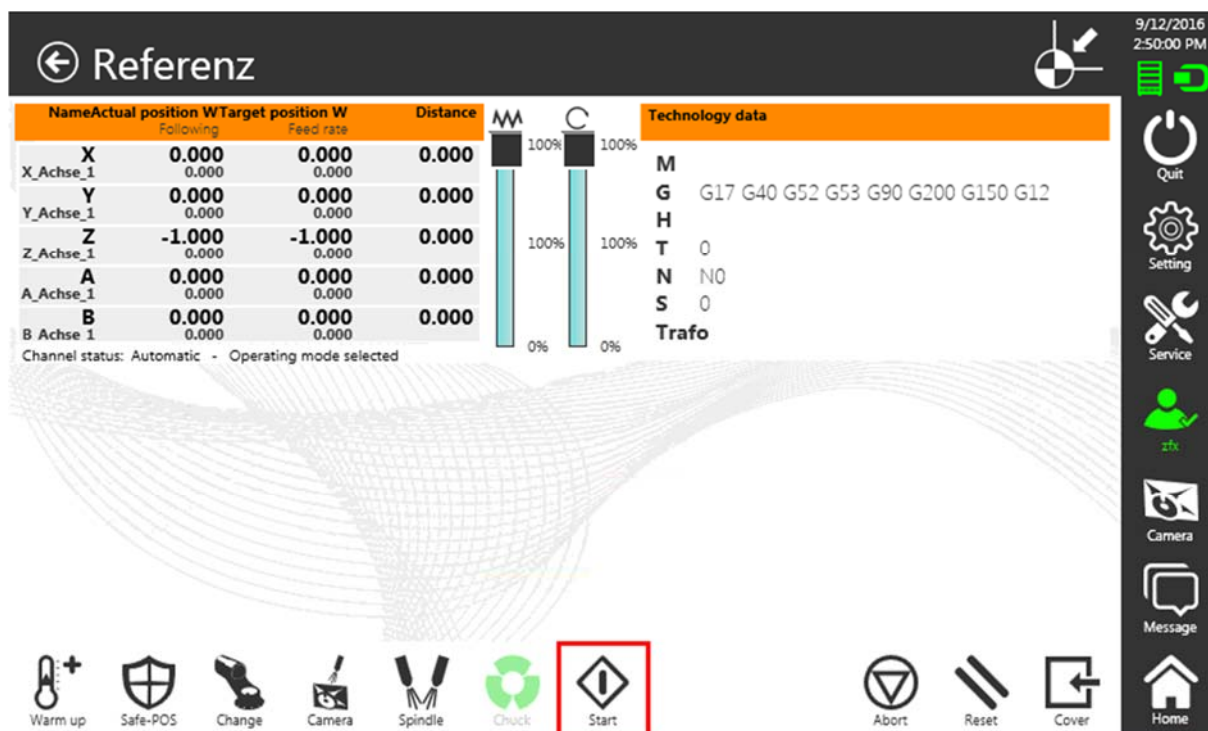 Referenz
9/12/2016
2:50:00 PM
NameActual position WTarget position W Distance
Following Feed rate
X 0.000 0.000 0.000
X_Achse_1 0.000 0.000
Y 0.000 0.000 0.000
Y_Achse_1 0.000 0.000
Z -1.000 -1.000 0.000
Z_Achse_1 0.000 0.000
A 0.000 0.000 0.000
A_Achse_1 0.000 0.000
B 0.000 0.000 0.000
B Achse 1 0.000 0.000
Channel status: Automatic - Operating mode selected
100% 100%
100% 100%
0% 0%
Technology data
M
G G17 G40 G52 G53 G90 G200 G150 G12
H
T 0
N N0
S 0
Trafo
Quit
Setting
Service
zfx
Camera
Message
Home
Warm up Safe-POS Change Camera Spindle Chuck Start Abort Reset Cover